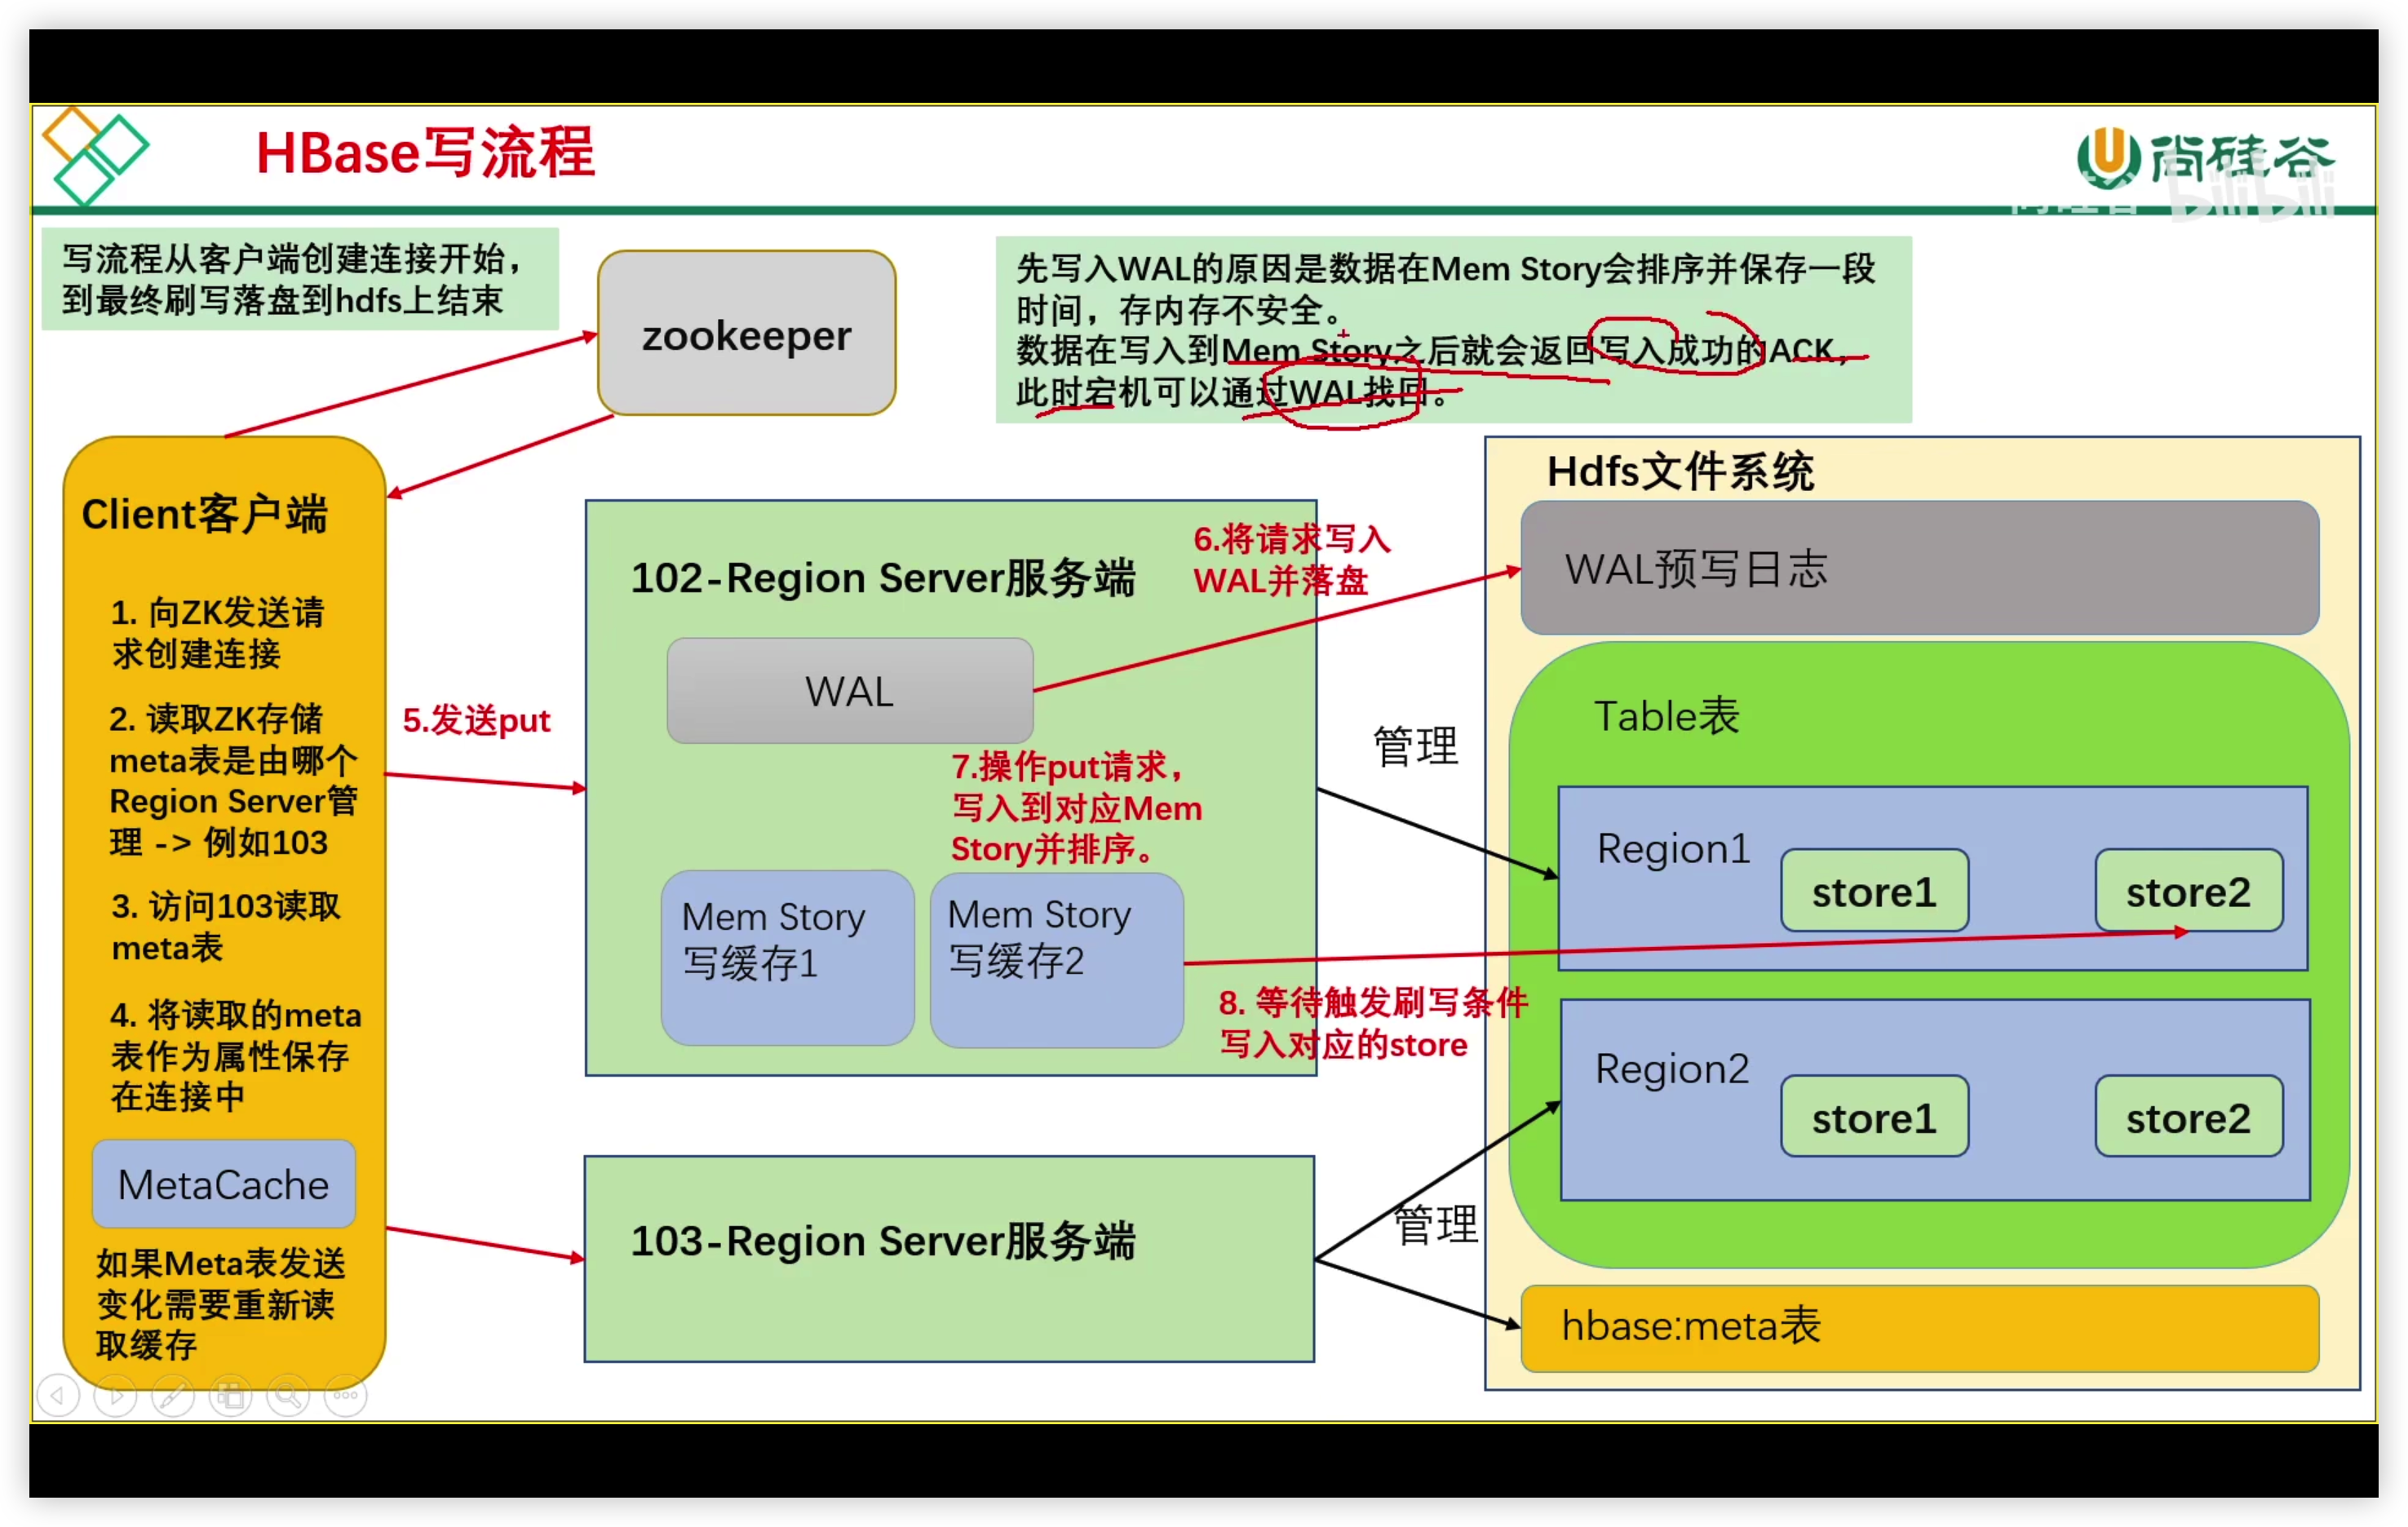 HBase写流程
尚硅谷
bilibili
写流程从客户端创建连接开始，
到最终刷写落盘到hdfs上结束
zookeeper
先写入WAL的原因是数据在Mem Story会排序并保存一段
时间，存内存不安全。
数据在写入到Mem Story之后就会返回写入成功的ACK，
此时宕机可以通过WAL找回。
Client客户端
1. 向ZK发送请
求创建连接
2. 读取ZK存储
meta表是由哪个
Region Server管
理 -> 例如103
3. 访问103读取
meta表
4. 将读取的meta
表作为属性保存
在连接中
MetaCache
如果Meta表发送
变化需要重新读
取缓存
5.发送put
102-Region Server服务端
WAL
6.将请求写入
WAL并落盘
7.操作put请求，
写入到对应Mem
Story并排序。
Mem Story
写缓存1
Mem Story
写缓存2
8. 等待触发刷写条件
写入对应的store
103-Region Server服务端
管理
管理
Hdfs文件系统
WAL预写日志
Table表
Region1
store1
store2
Region2
store1
store2
hbase:meta表